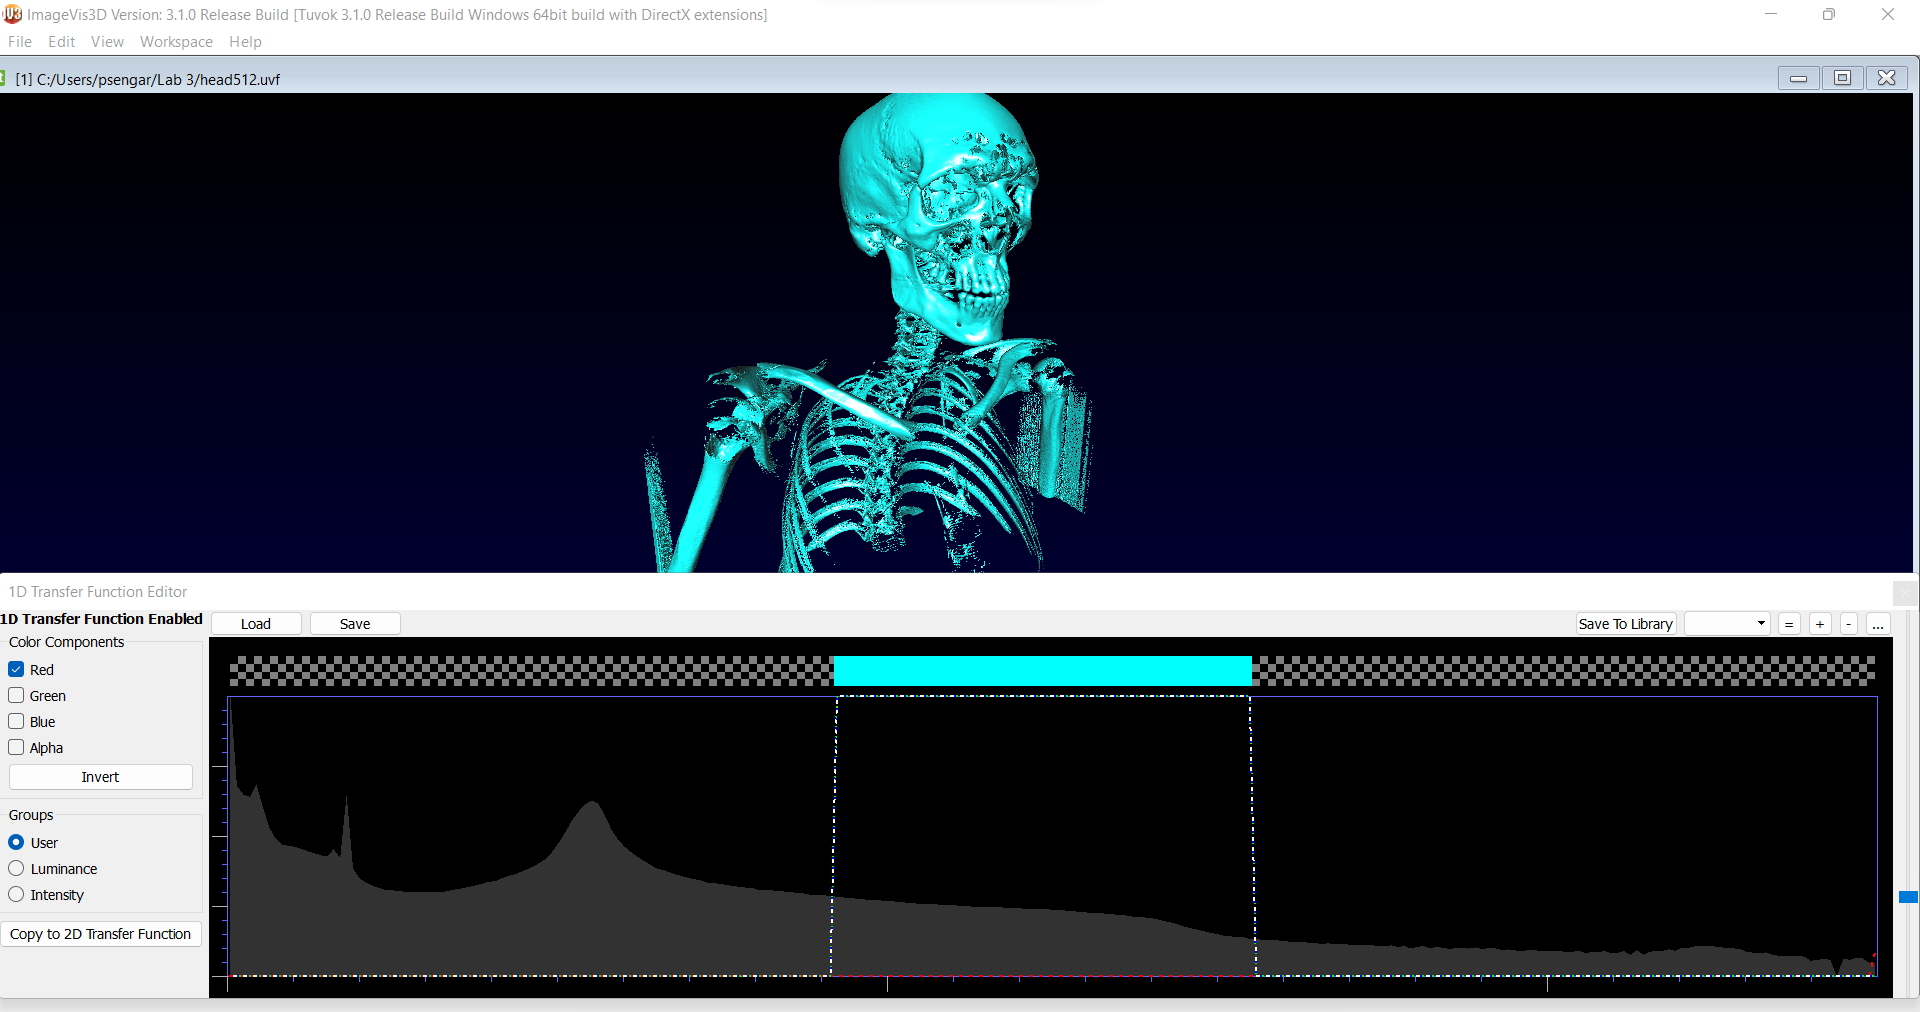 ImageVis3D Version: 3.1.0 Release Build [Tuvok 3.1.0 Release Build Windows 64bit build with DirectX extensions]
File Edit View Workspace Help
[1] C:/Users/psengar/Lab 3/head512.uvf
1D Transfer Function Editor
1D Transfer Function Enabled Load Save Save To Library = + - ...
Color Components
Red
Green
Blue
Alpha
Invert
Groups
User
Luminance
Intensity
Copy to 2D Transfer Function